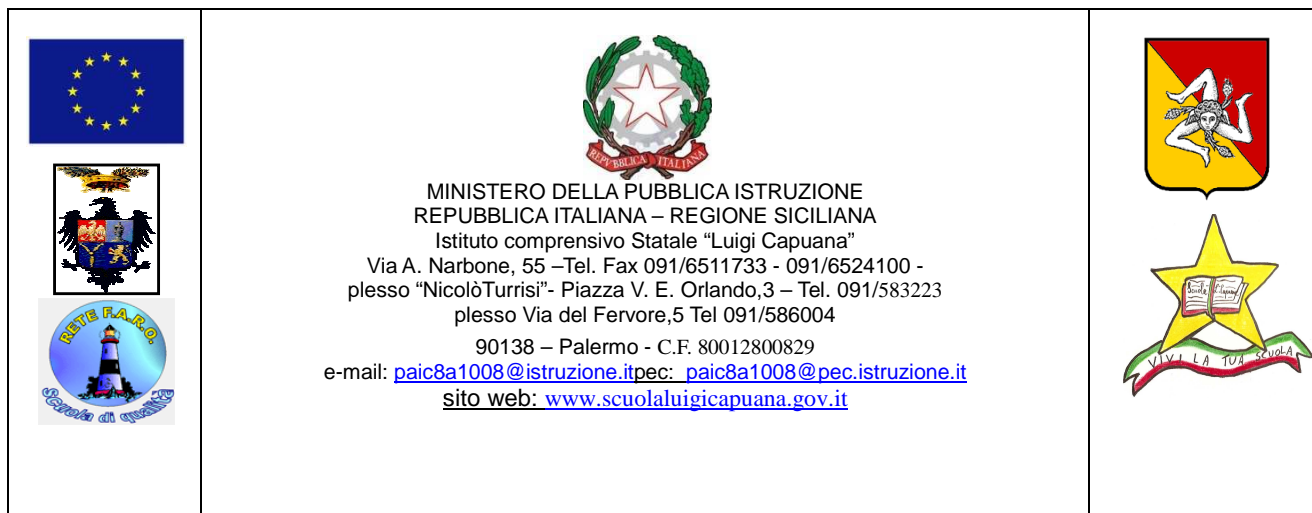 REPVBBLICA ITALIANA
MINISTERO DELLA PUBBLICA ISTRUZIONE
REPUBBLICA ITALIANA – REGIONE SICILIANA
Istituto comprensivo Statale “Luigi Capuana”
Via A. Narbone, 55 –Tel. Fax 091/6511733 - 091/6524100 -
plesso “NicolòTurrisi”- Piazza V. E. Orlando,3 – Tel. 091/583223
plesso Via del Fervore,5 Tel 091/586004
90138 – Palermo - C.F. 80012800829
e-mail: paic8a1008@istruzione.itpec: paic8a1008@pec.istruzione.it
sito web: www.scuolaluigicapuana.gov.it
RETE F.A.R.O.
Scuola di qualità
Scuola L. Capuana
VIVI LA TUA SCUOLA